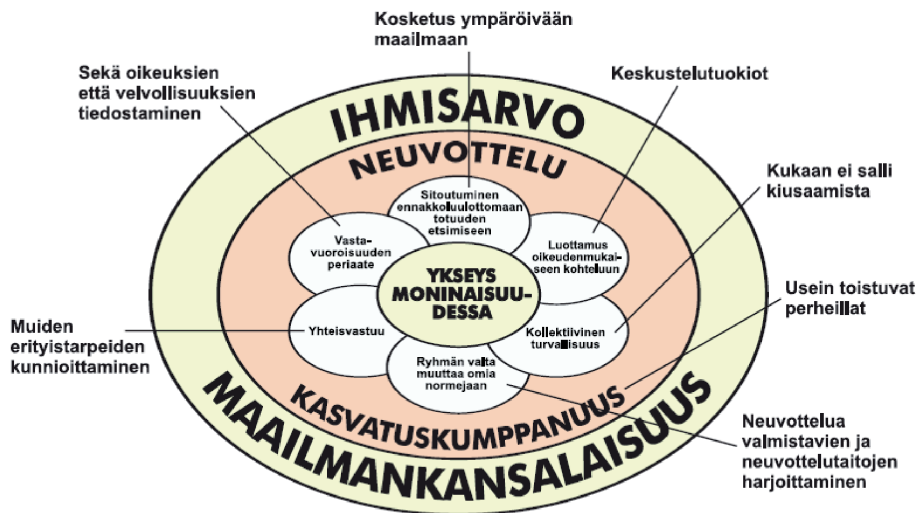 Kosketus ympäröivään
maailmaan
Sekä oikeuksien
että velvollisuuksien
tiedostaminen
Keskustelutuokiot
IHMISARVO
NEUVOTTELU
Kukaan ei salli
kiusaamista
Sitoutuminen
ennakkoluulottomaan
totuuden
etsimiseen
Vasta-
vuoroisuuden
periaate
Luottamus
oikeudenmukai-
seen kohteluun
YKSEYS
MONINAISUU-
DESSA
Usein toistuvat
perheillat
Muiden
erityistarpeiden
kunnioittaminen
Yhteisvastuu
Kollektiivinen
turvallisuus
Ryhmän valta
muuttaa omia
normejaan
KASVATUSKUMPPANUUS
MAAILMANKANSALAISUUS
Neuvottelua
valmistavien ja
neuvottelutaitojen
harjoittaminen